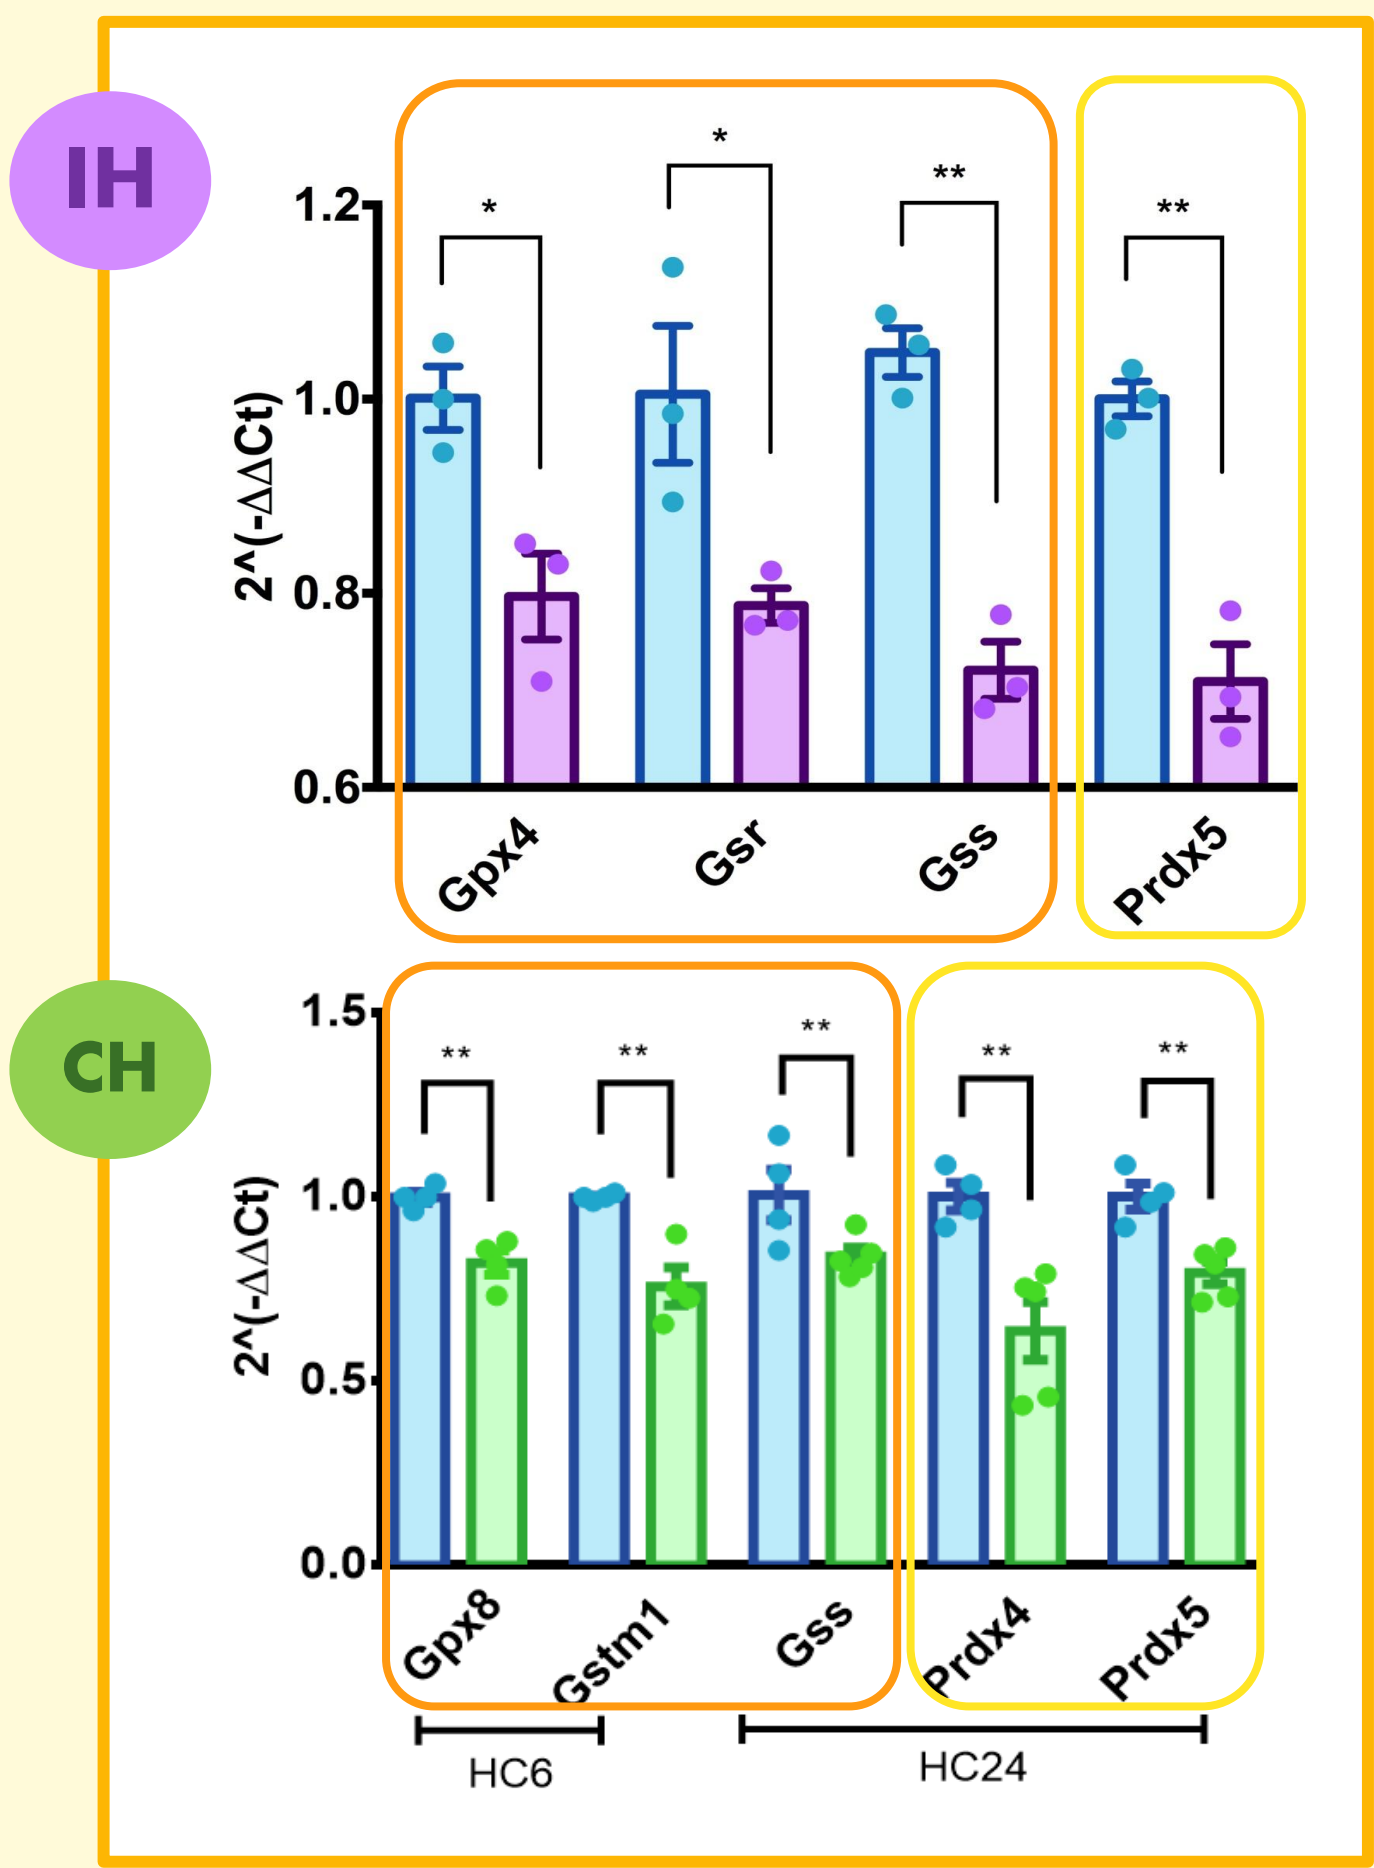 IH
*
*
**
**
1.2
1.0
0.8
0.6
2^(-ΔΔCt)
Gpx4
Gsr
Gss
Prdx5
CH
**
**
**
**
**
1.5
1.0
0.5
0.0
2^(-ΔΔCt)
Gpx8
Gstm1
Gss
Prdx4
Prdx5
HC6
HC24